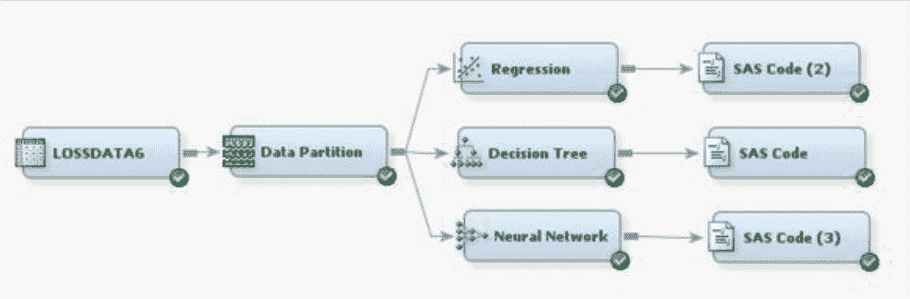 LOSSDATA6
Data Partition
Regression
SAS Code (2)
Decision Tree
SAS Code
Neural Network
SAS Code (3)